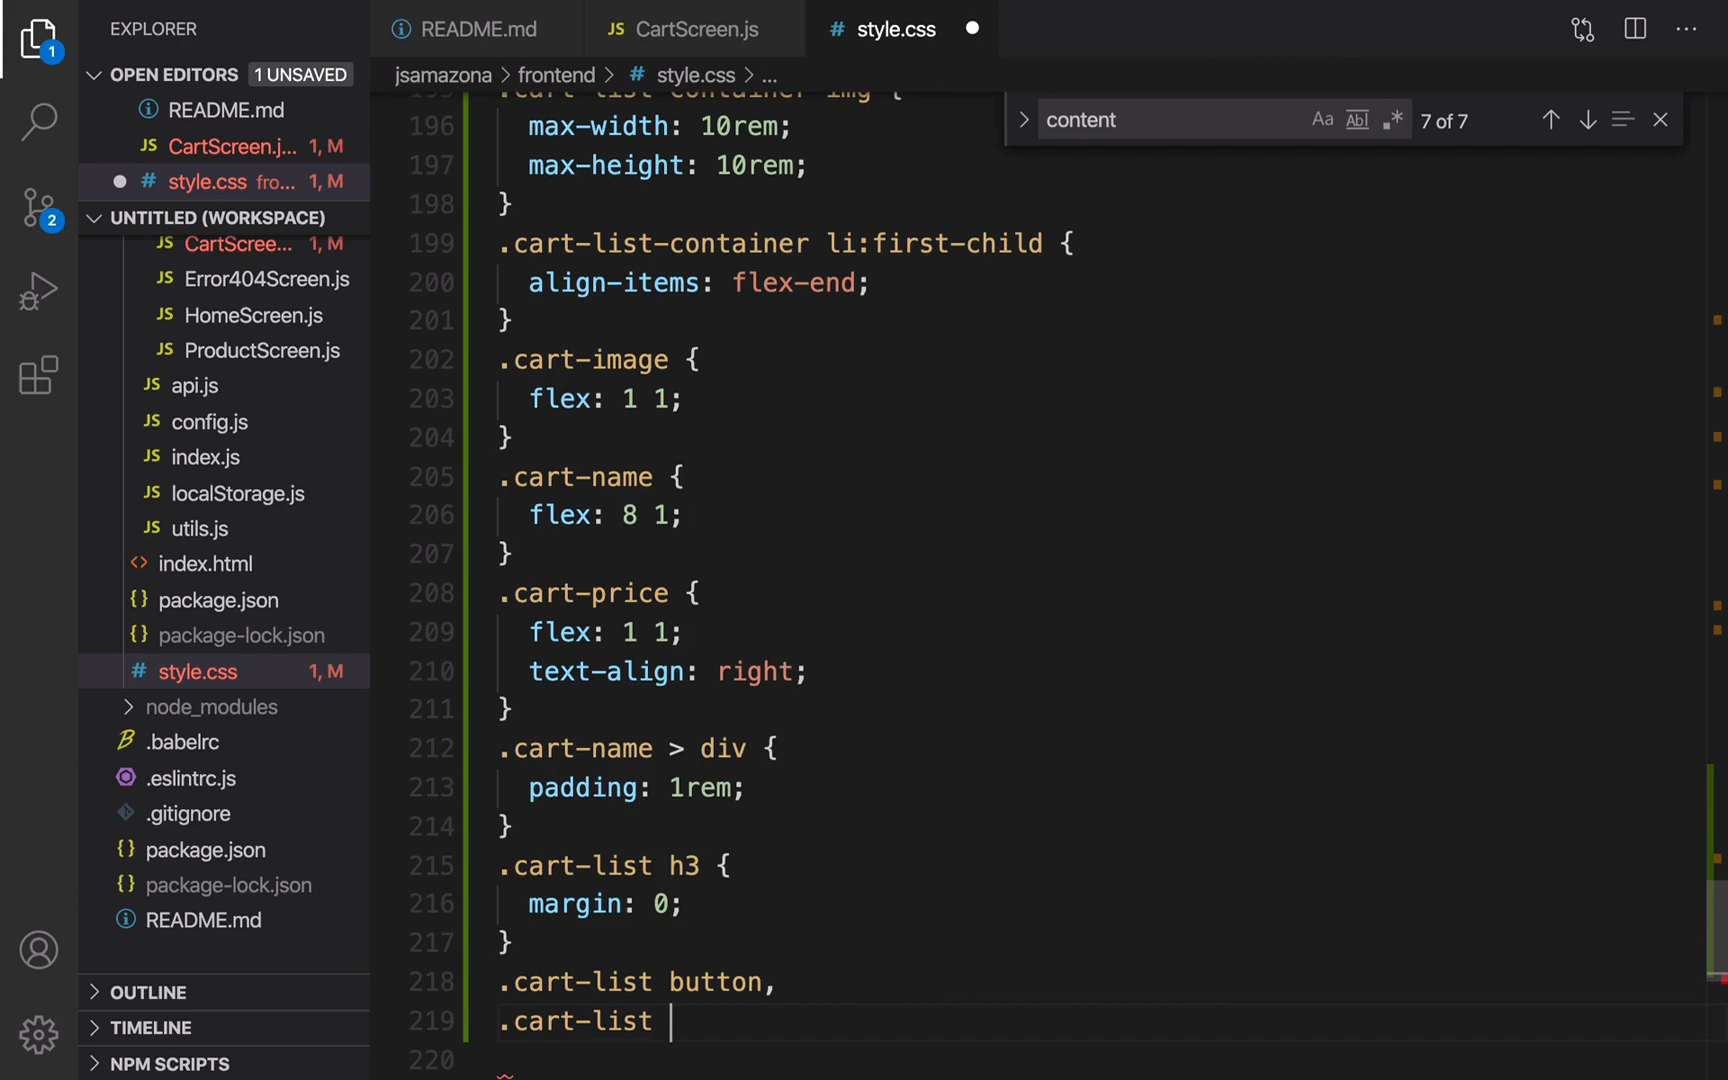 EXPLORER
README.md
JS CartScreen.js
# style.css
OPEN EDITORS 1 UNSAVED
jsamazona > frontend > # style.css > ...
README.md
JS CartScreen.j... 1, M
# style.css fro... 1, M
UNTITLED (WORKSPACE)
JS CartScree... 1, M
JS Error404Screen.js
JS HomeScreen.js
JS ProductScreen.js
JS api.js
JS config.js
JS index.js
JS localStorage.js
JS utils.js
<> index.html
{} package.json
{} package-lock.json
# style.css 1, M
node_modules
.babelrc
.eslintrc.js
.gitignore
{} package.json
{} package-lock.json
README.md
OUTLINE
TIMELINE
NPM SCRIPTS
1
2
content Aa Abl .* 7 of 7
195 .cart-list-container img {
196 max-width: 10rem;
197 max-height: 10rem;
198 }
199 .cart-list-container li:first-child {
200 align-items: flex-end;
201 }
202 .cart-image {
203 flex: 1 1;
204 }
205 .cart-name {
206 flex: 8 1;
207 }
208 .cart-price {
209 flex: 1 1;
210 text-align: right;
211 }
212 .cart-name > div {
213 padding: 1rem;
214 }
215 .cart-list h3 {
216 margin: 0;
217 }
218 .cart-list button,
219 .cart-list
220